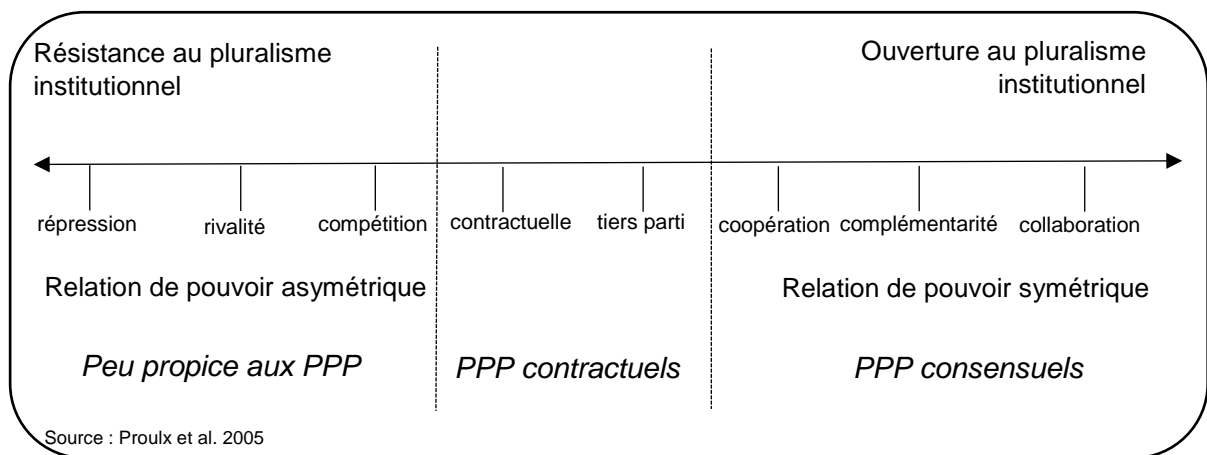 Résistance au pluralisme
institutionnel
Ouverture au pluralisme
institutionnel
répression
rivalité
compétition
contractuelle
tiers parti
coopération
complémentarité
collaboration
Relation de pouvoir asymétrique
Relation de pouvoir symétrique
Peu propice aux PPP
PPP contractuels
PPP consensuels
Source : Proulx et al. 2005